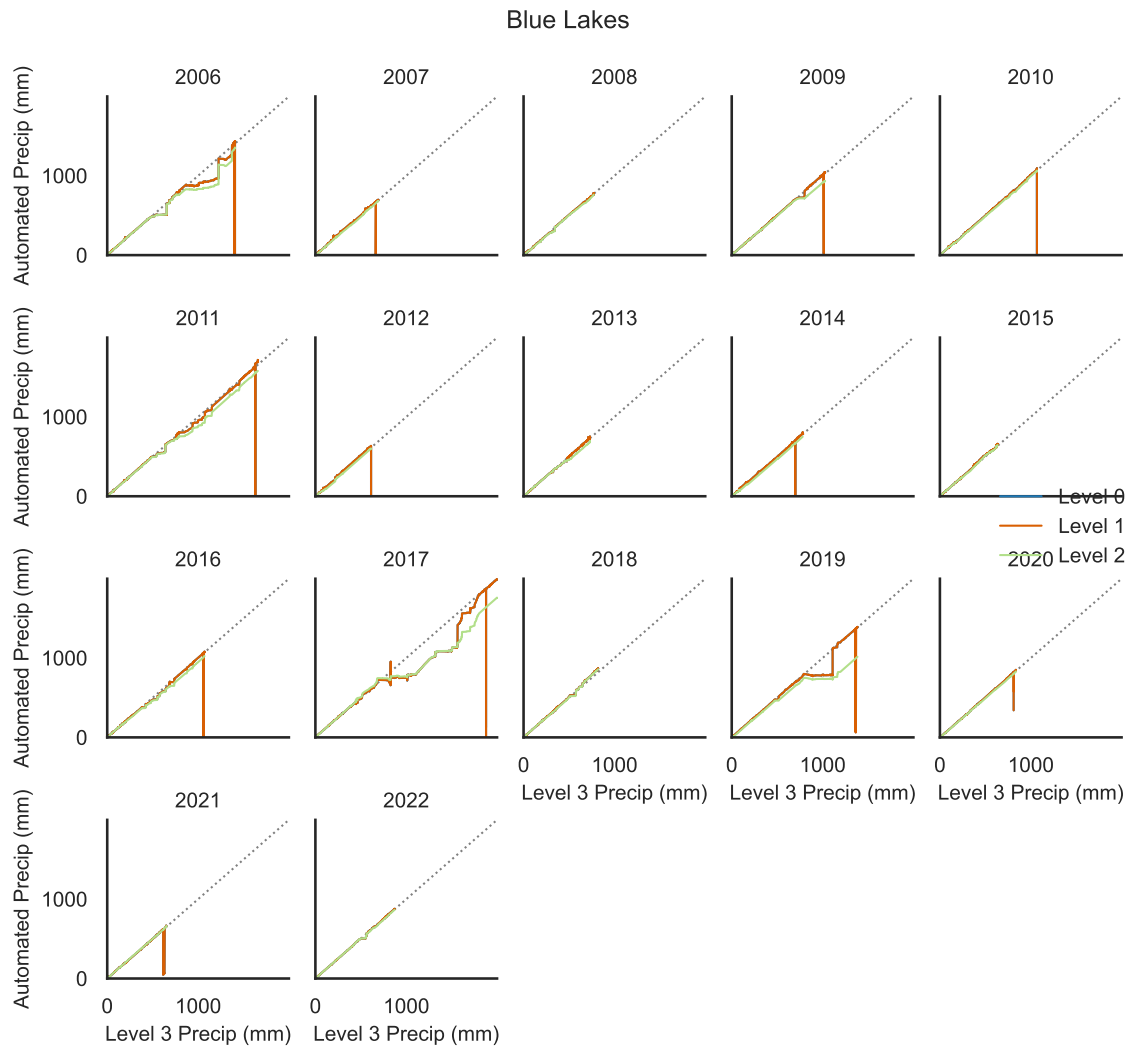 Blue Lakes
2006 2007 2008 2009 2010
Automated Precip (mm)
1000
0
2011 2012 2013 2014 2015
Automated Precip (mm)
1000
0
Level 0
Level 1
Level 2
2016 2017 2018 2019 2020
Automated Precip (mm)
1000
0
0 1000 0 1000 0 1000
Level 3 Precip (mm) Level 3 Precip (mm) Level 3 Precip (mm)
2021 2022
Automated Precip (mm)
1000
0
0 1000 0 1000
Level 3 Precip (mm) Level 3 Precip (mm)